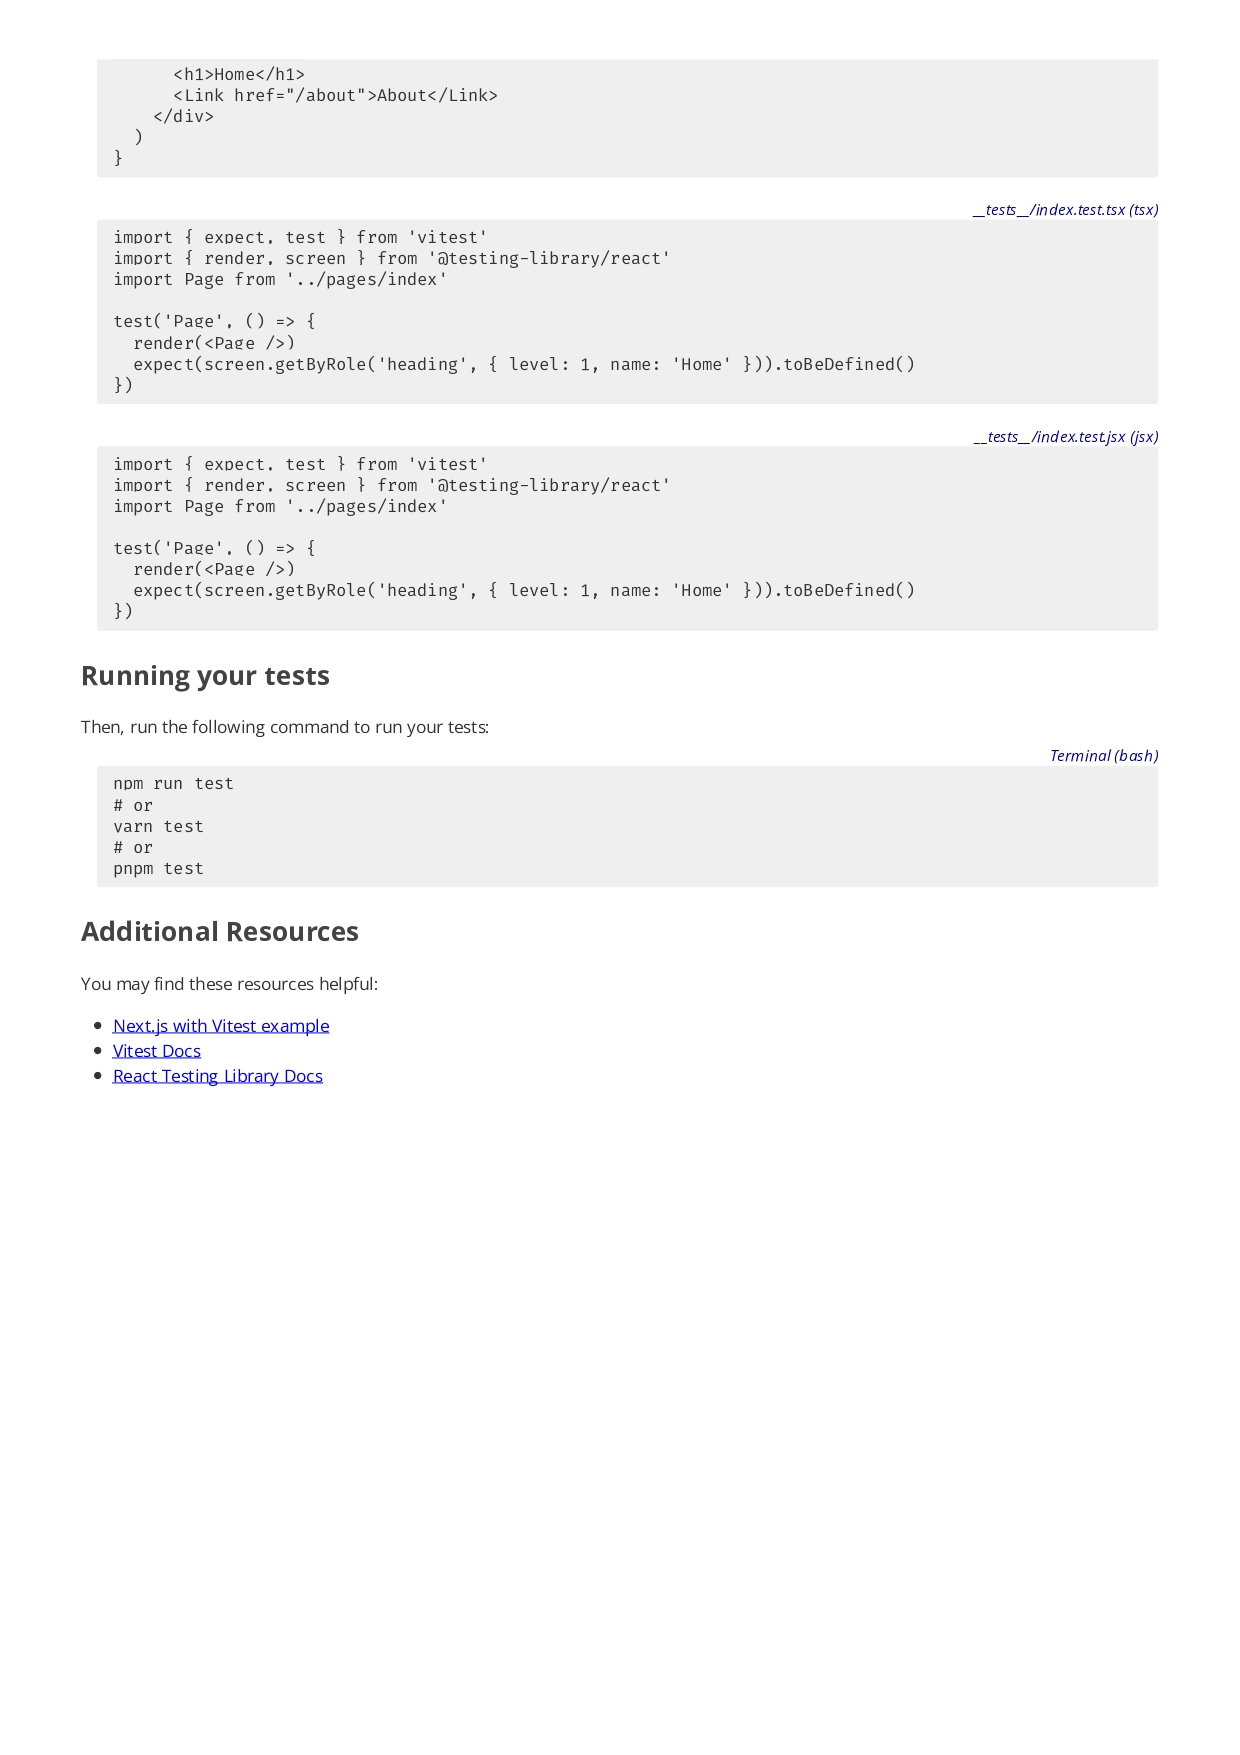 <h1>Home</h1>
      <Link href="/about">About</Link>
    </div>
  )
}
__tests__/index.test.tsx (tsx)
import { expect, test } from 'vitest'
import { render, screen } from '@testing-library/react'
import Page from '../pages/index'

test('Page', () => {
  render(<Page />)
  expect(screen.getByRole('heading', { level: 1, name: 'Home' })).toBeDefined()
})
__tests__/index.test.jsx (jsx)
import { expect, test } from 'vitest'
import { render, screen } from '@testing-library/react'
import Page from '../pages/index'

test('Page', () => {
  render(<Page />)
  expect(screen.getByRole('heading', { level: 1, name: 'Home' })).toBeDefined()
})
Running your tests
Then, run the following command to run your tests:
Terminal (bash)
npm run test
# or
yarn test
# or
pnpm test
Additional Resources
You may find these resources helpful:
Next.js with Vitest example
Vitest Docs
React Testing Library Docs